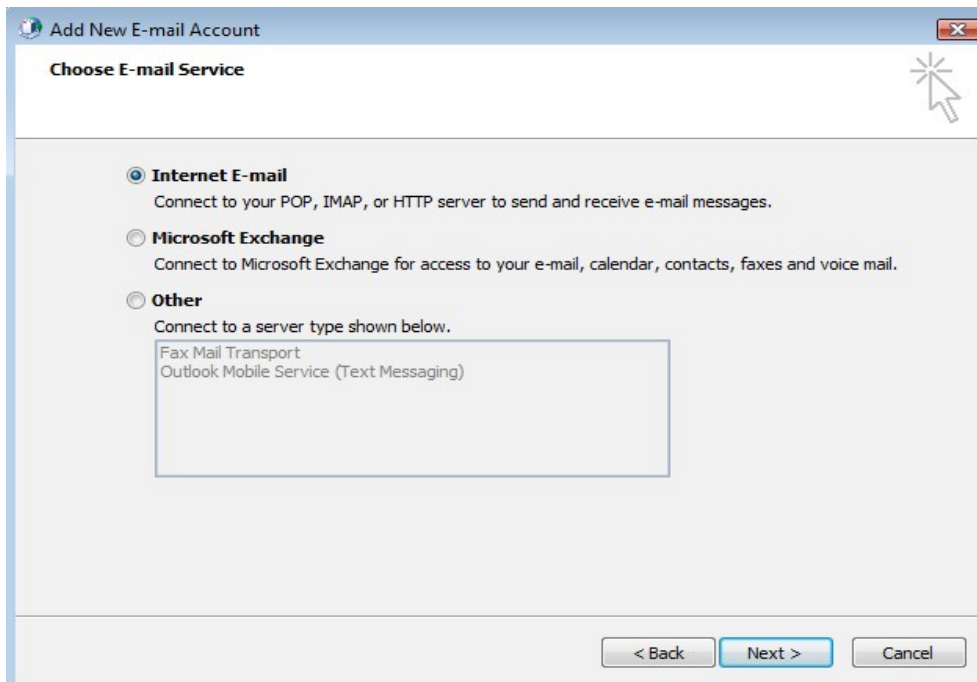 Add New E-mail Account
Choose E-mail Service
Internet E-mail
Connect to your POP, IMAP, or HTTP server to send and receive e-mail messages.
Microsoft Exchange
Connect to Microsoft Exchange for access to your e-mail, calendar, contacts, faxes and voice mail.
Other
Connect to a server type shown below.
Fax Mail Transport
Outlook Mobile Service (Text Messaging)
< Back Next > Cancel